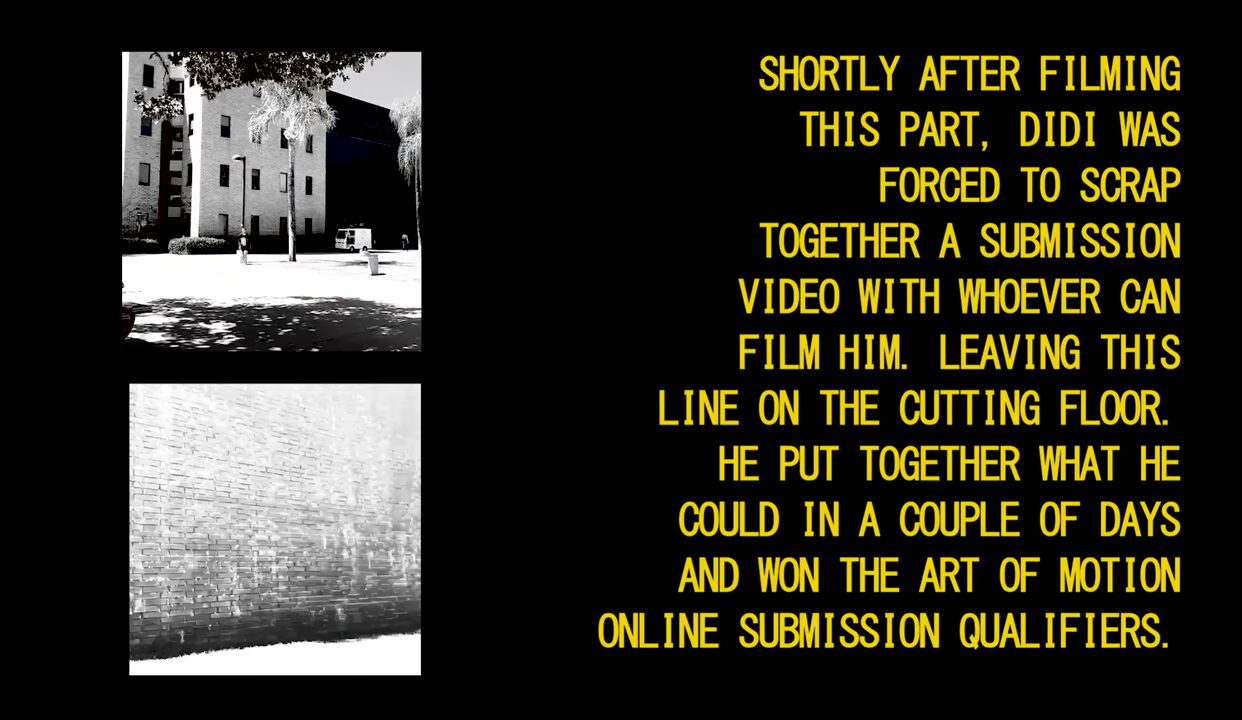 SHORTLY AFTER FILMING
THIS PART, DIDI WAS
FORCED TO SCRAP
TOGETHER A SUBMISSION
VIDEO WITH WHOEVER CAN
FILM HIM. LEAVING THIS
LINE ON THE CUTTING FLOOR.
HE PUT TOGETHER WHAT HE
COULD IN A COUPLE OF DAYS
AND WON THE ART OF MOTION
ONLINE SUBMISSION QUALIFIERS.